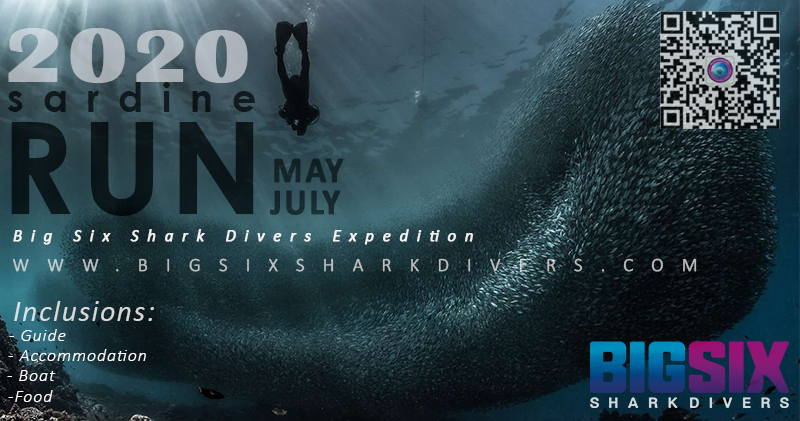 2020
sardine
RUN
MAY
JULY
Big Six Shark Divers Expedition
WWW.BIGSIXSHARKDIVERS.COM
Inclusions:
- Guide
- Accommodation
- Boat
-Food
BIGSIX
SHARKDIVERS